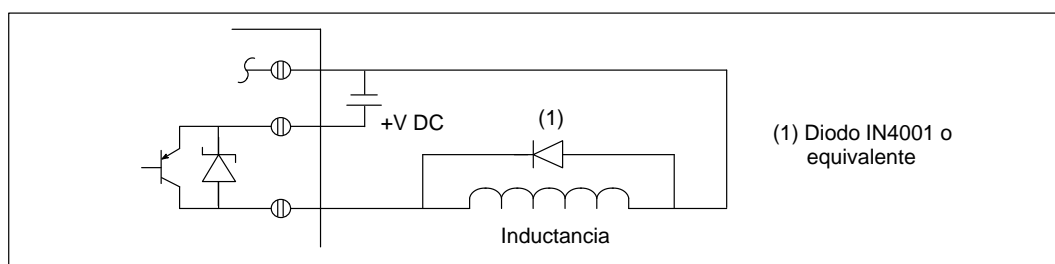 +V DC
(1)
(1) Diodo IN4001 o
equivalente
Inductancia